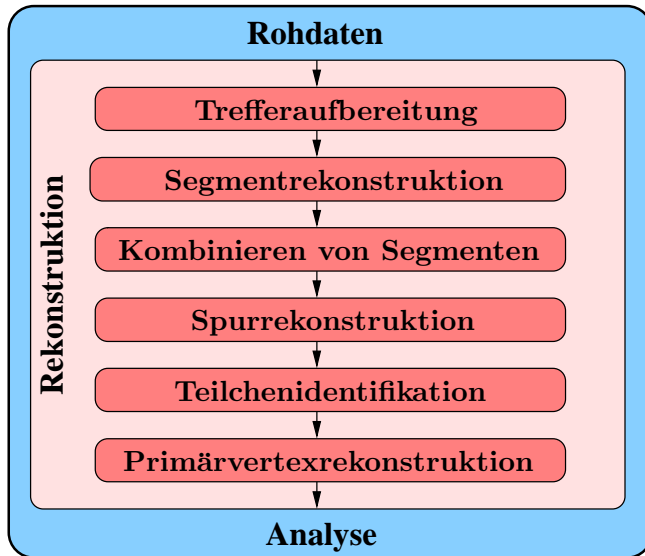 Rohdaten
Rekonstruktion
Trefferaufbereitung
Segmentrekonstruktion
Kombinieren von Segmenten
Spurrekonstruktion
Teilchenidentifikation
Primärvertexrekonstruktion
Analyse